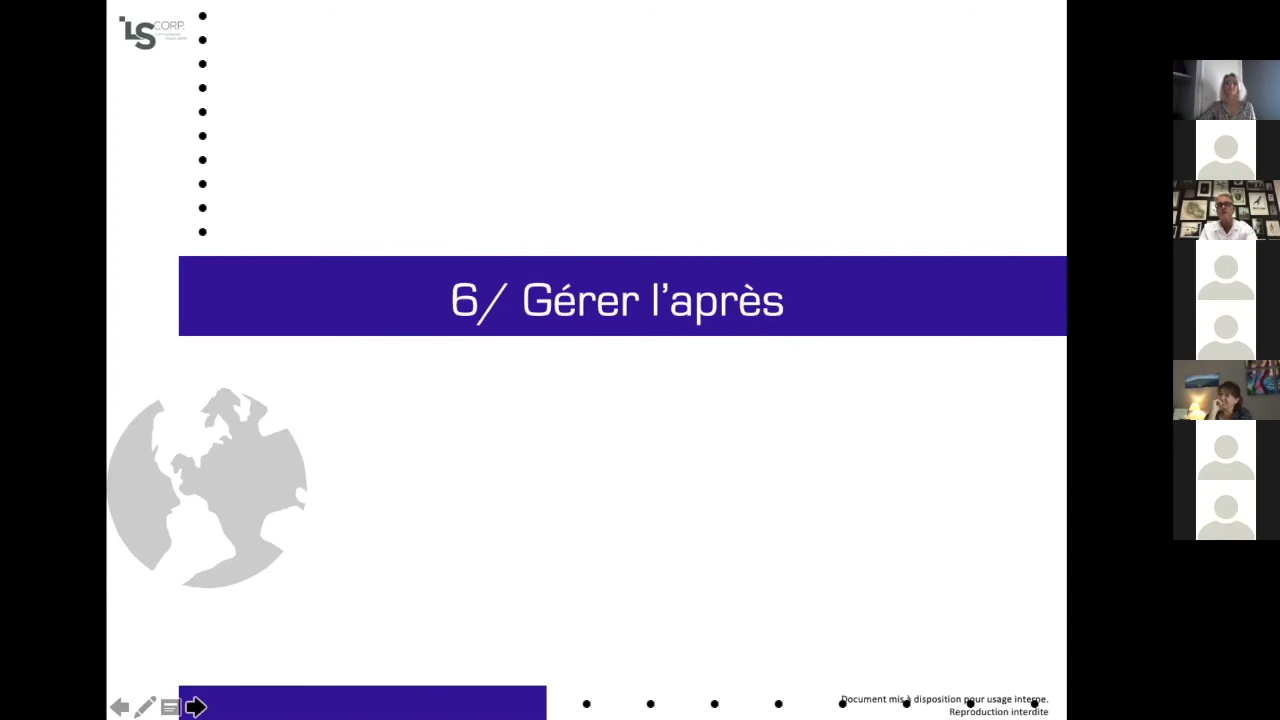 LS CORP.
6/ Gérer l'après
Document mis à disposition pour usage interne.
Reproduction interdite